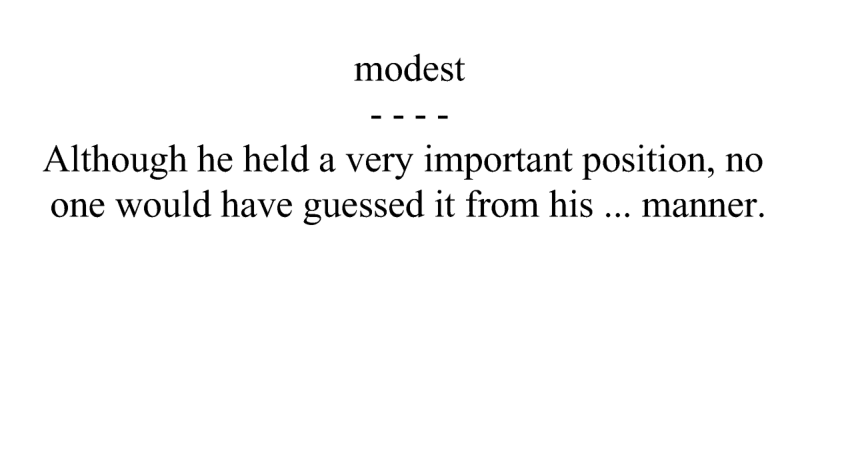 modest
- - - -
Although he held a very important position, no
one would have guessed it from his ... manner.